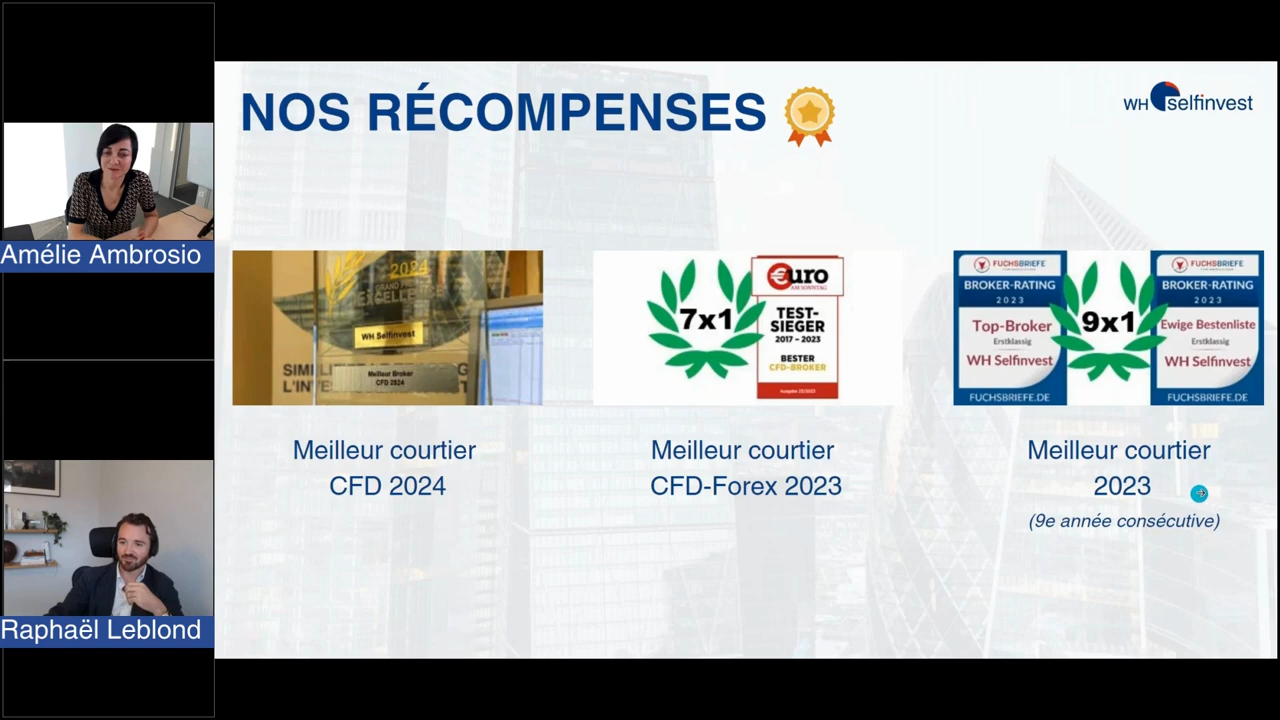 Amélie Ambrosio
Raphaël Leblond
NOS RÉCOMPENSES
WH selfinvest
2024
WH Selfinvest
Meilleur Broker
CFD 2024
7x1
€uro
AM SONNTAG
TEST-
SIEGER
2017 – 2023
BESTER
CFD-BROKER
FUCHSBRIEFE
BROKER-RATING
2023
Top-Broker
Erstklassig
WH Selfinvest
FUCHSBRIEFE.DE
9x1
FUCHSBRIEFE
BROKER-RATING
2023
Ewige Bestenliste
Erstklassig
WH Selfinvest
FUCHSBRIEFE.DE
Meilleur courtier
CFD 2024
Meilleur courtier
CFD-Forex 2023
Meilleur courtier
2023
(9e année consécutive)